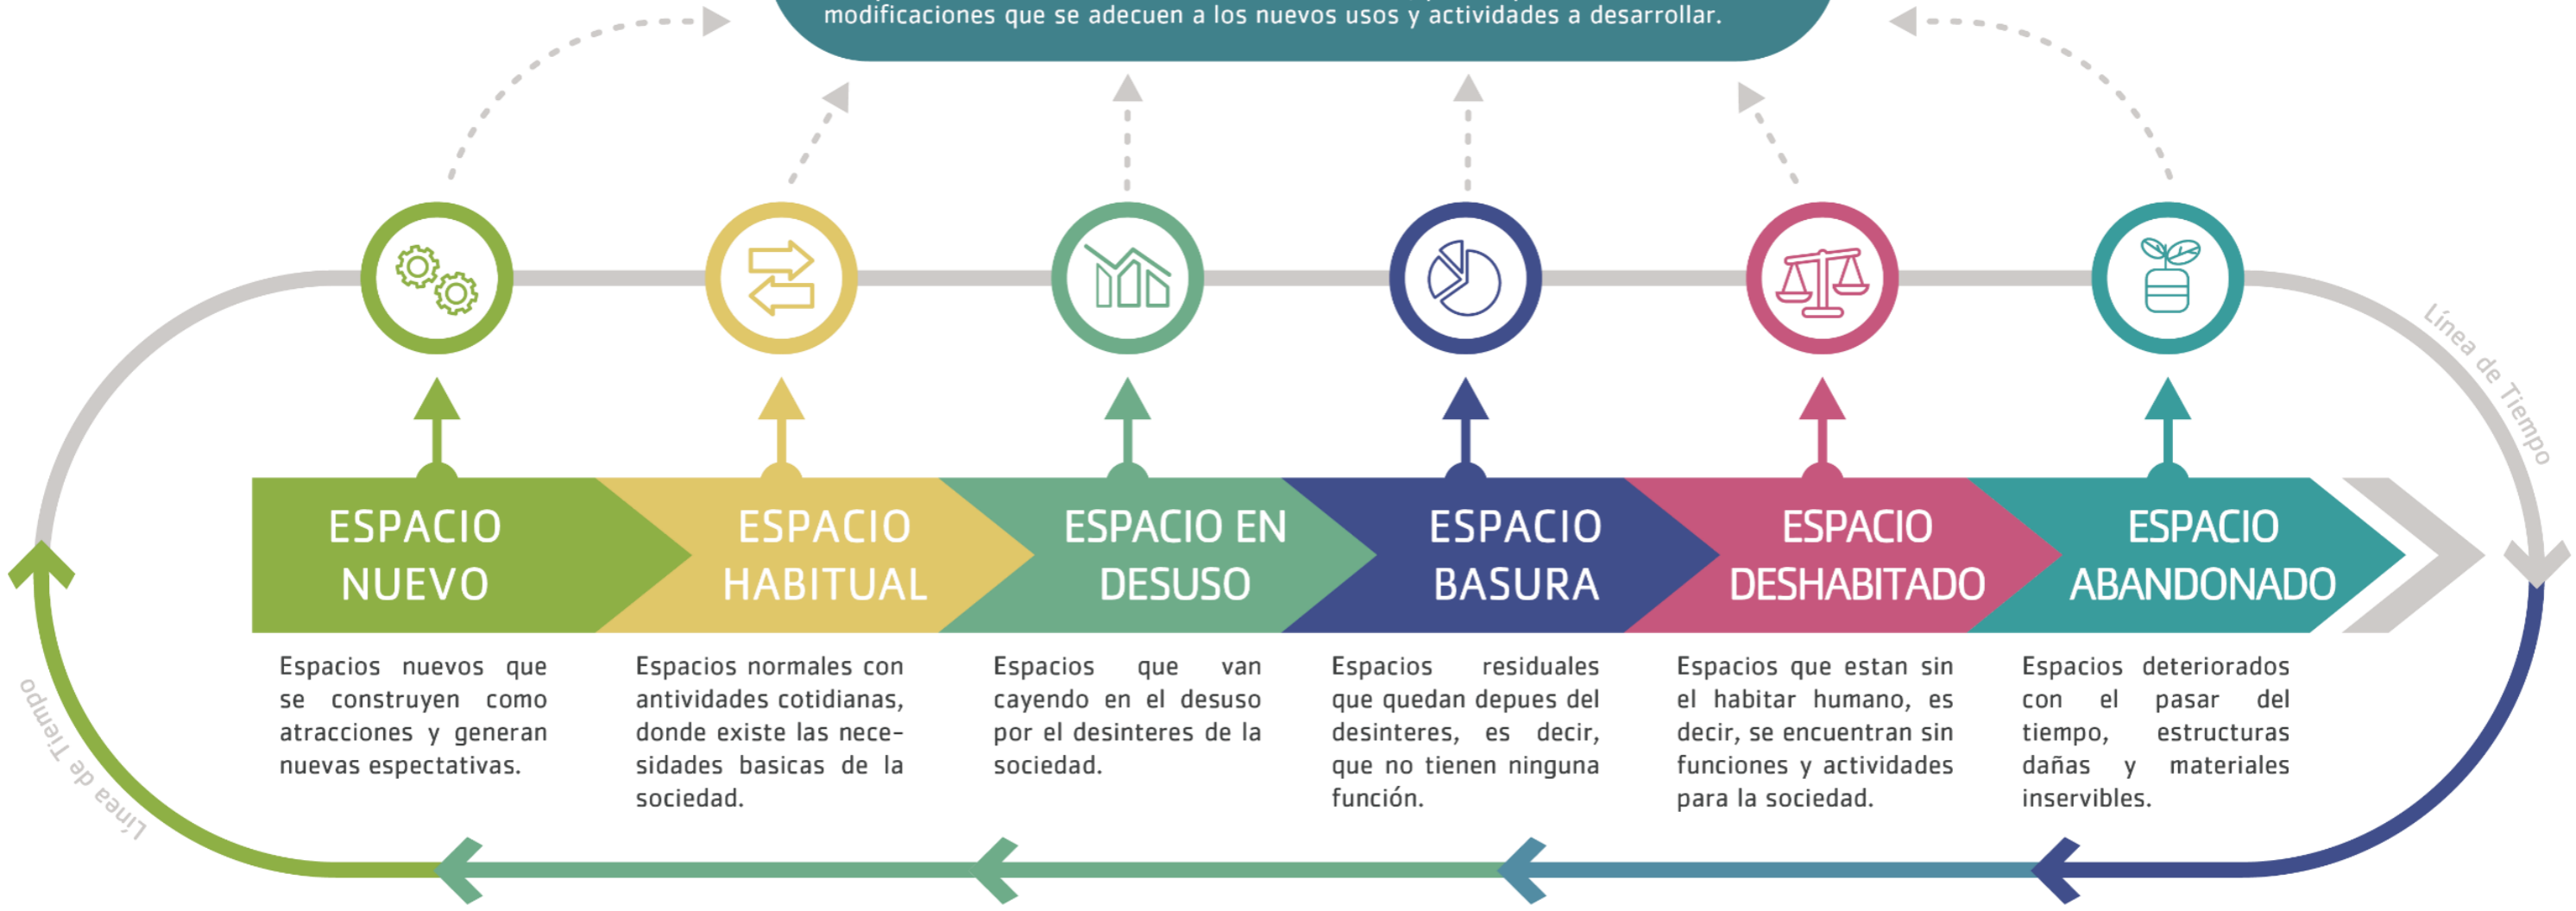 modificaciones que se adecuen a los nuevos usos y actividades a desarrollar.
Línea de Tiempo
ESPACIO
NUEVO
ESPACIO
HABITUAL
ESPACIO EN
DESUSO
ESPACIO
BASURA
ESPACIO
DESHABITADO
ESPACIO
ABANDONADO
Espacios nuevos que
se construyen como
atracciones y generan
nuevas espectativas.
Espacios normales con
antividades cotidianas,
donde existe las nece-
sidades basicas de la
sociedad.
Espacios que van
cayendo en el desuso
por el desinteres de la
sociedad.
Espacios residuales
que quedan depues del
desinteres, es decir,
que no tienen ninguna
función.
Espacios que estan sin
el habitar humano, es
decir, se encuentran sin
funciones y actividades
para la sociedad.
Espacios deteriorados
con el pasar del
tiempo, estructuras
dañas y materiales
inservibles.
Línea de Tiempo